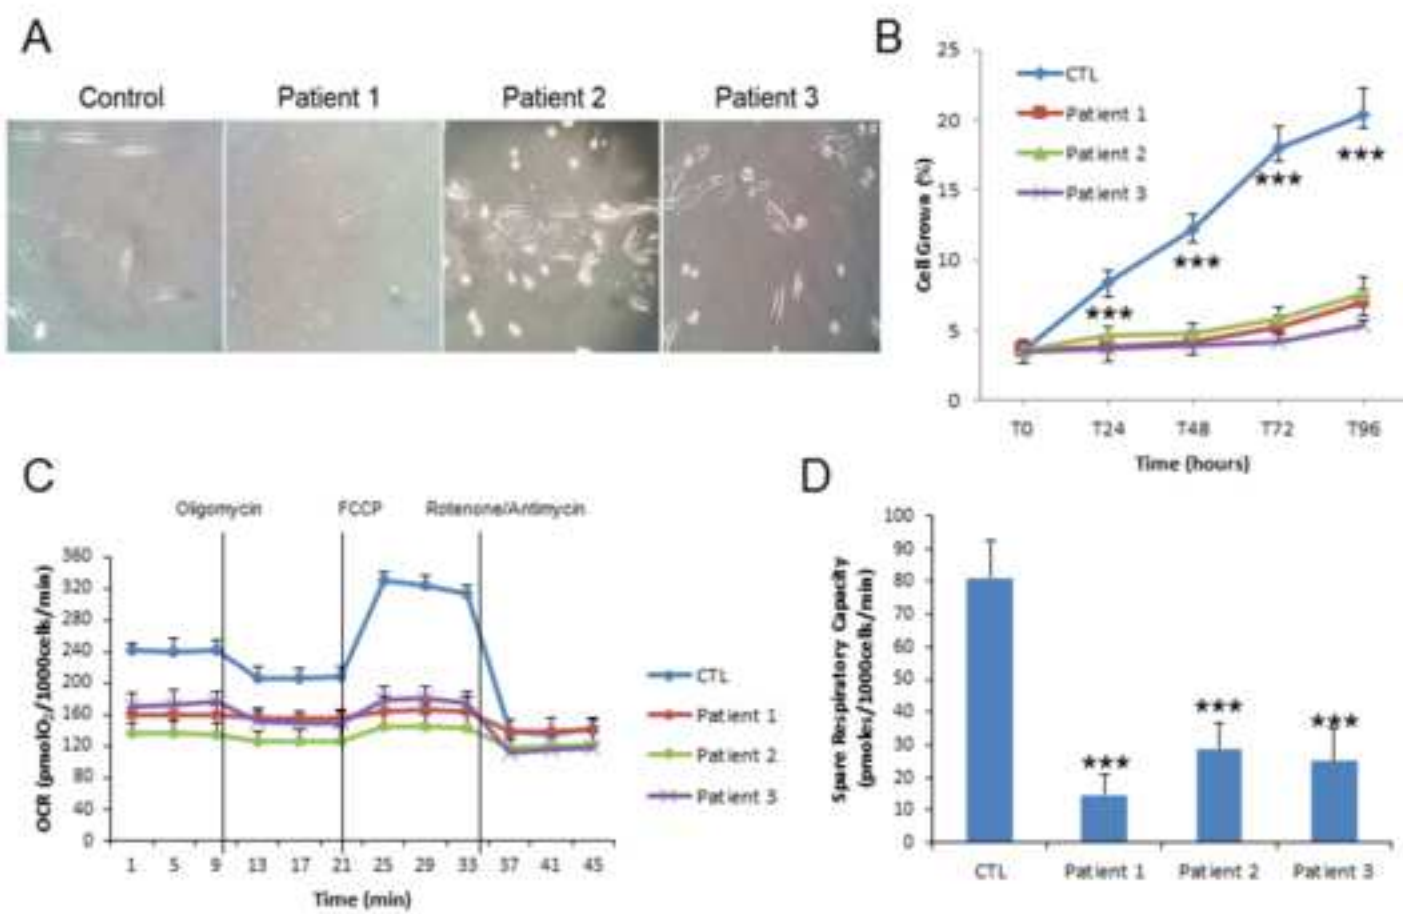 A
Control
Patient 1
Patient 2
Patient 3
B
25
20
15
10
5
0
Cell Growa (%)
CTL
Patient 1
Patient 2
Patient 3
***
***
***
***
T0
T24
T48
T72
T96
Time (hours)
C
Oligomycin
FCCP
Rotenone/Antimycin
360
320
280
240
200
160
120
80
40
0
OCR (pmolO₂/1000cells/min)
1
5
9
13
17
21
25
29
33
37
41
45
Time (min)
CTL
Patient 1
Patient 2
Patient 3
D
100
90
80
70
60
50
40
30
20
10
0
Spare Respiratory Capacity
(pmoles/1000cells/min)
***
***
***
CTL
Patient 1
Patient 2
Patient 3